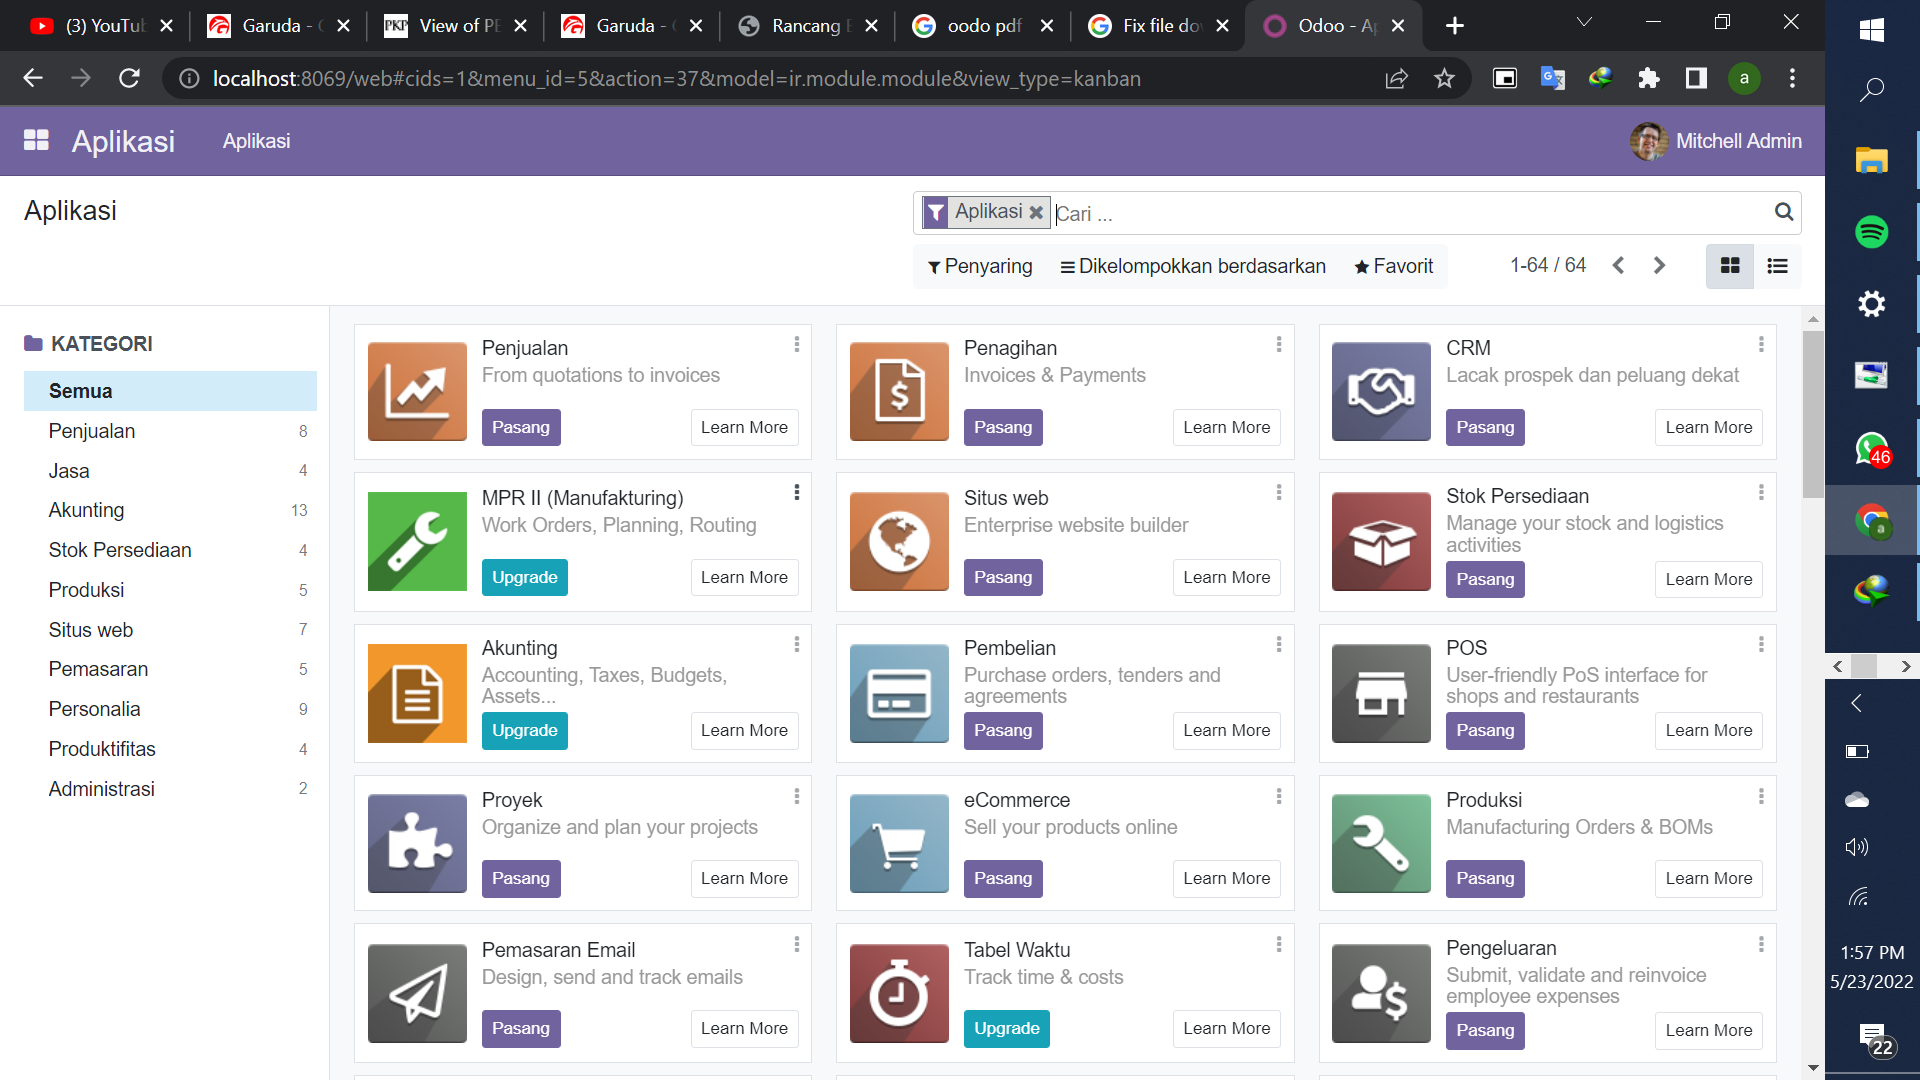 (3) YouTub
Garuda -
View of PE
Garuda -
Rancang
oodo pdf
Fix file do
Odoo - Ap
localhost:8069/web#cids=1&menu_id=5&action=37&model=ir.module.module&view_type=kanban
a
Aplikasi
Aplikasi
Mitchell Admin
Aplikasi
Aplikasi
Cari ...
Penyaring
Dikelompokkan berdasarkan
Favorit
1-64 / 64
KATEGORI
Semua
Penjualan 8
Jasa 4
Akunting 13
Stok Persediaan 4
Produksi 5
Situs web 7
Pemasaran 5
Personalia 9
Produktifitas 4
Administrasi 2
Penjualan
From quotations to invoices
Pasang
Learn More
Penagihan
Invoices & Payments
Pasang
Learn More
CRM
Lacak prospek dan peluang dekat
Pasang
Learn More
MPR II (Manufakturing)
Work Orders, Planning, Routing
Upgrade
Learn More
Situs web
Enterprise website builder
Pasang
Learn More
Stok Persediaan
Manage your stock and logistics
activities
Pasang
Learn More
Akunting
Accounting, Taxes, Budgets,
Assets...
Upgrade
Learn More
Pembelian
Purchase orders, tenders and
agreements
Pasang
Learn More
POS
User-friendly PoS interface for
shops and restaurants
Pasang
Learn More
Proyek
Organize and plan your projects
Pasang
Learn More
eCommerce
Sell your products online
Pasang
Learn More
Produksi
Manufacturing Orders & BOMs
Pasang
Learn More
Pemasaran Email
Design, send and track emails
Pasang
Learn More
Tabel Waktu
Track time & costs
Upgrade
Learn More
Pengeluaran
Submit, validate and reinvoice
employee expenses
Pasang
Learn More
46
a
1:57 PM
5/23/2022
22